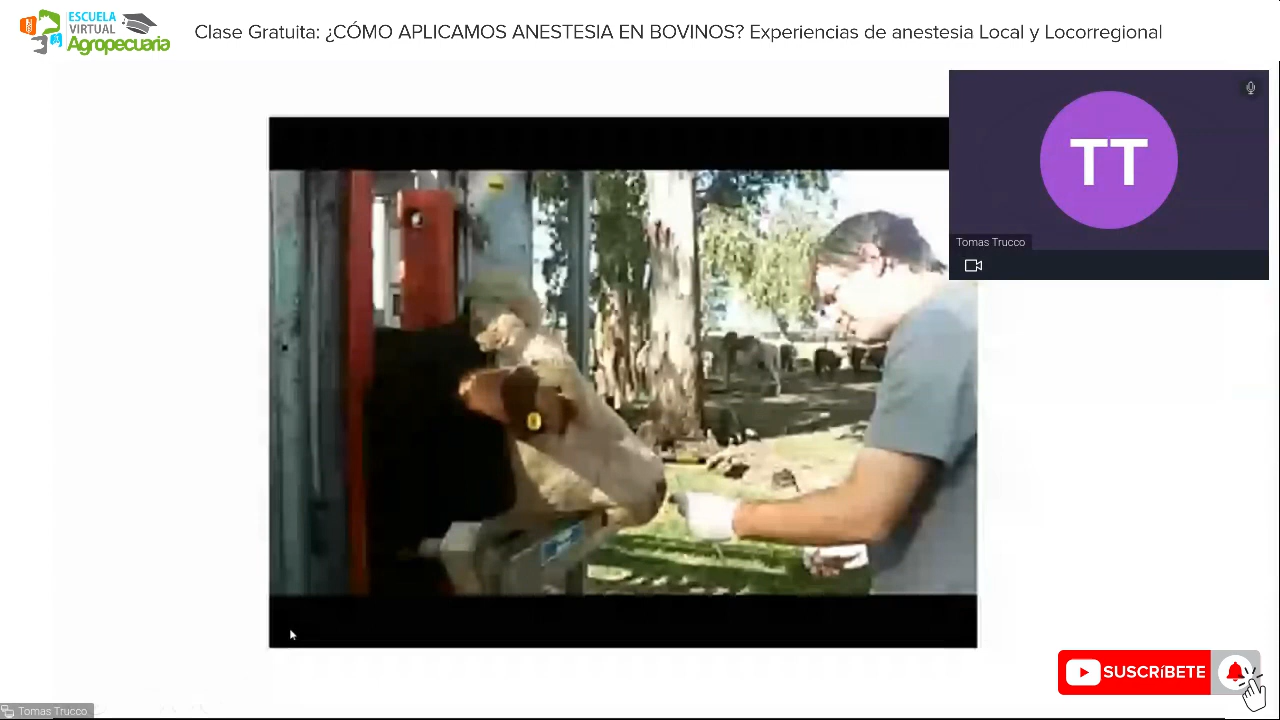 ESCUELA
VIRTUAL
Agropecuaria
Clase Gratuita: ¿CÓMO APLICAMOS ANESTESIA EN BOVINOS? Experiencias de anestesia Local y Locorregional
TT
Tomas Trucco
SUSCRíBETE
Tomas Trucco